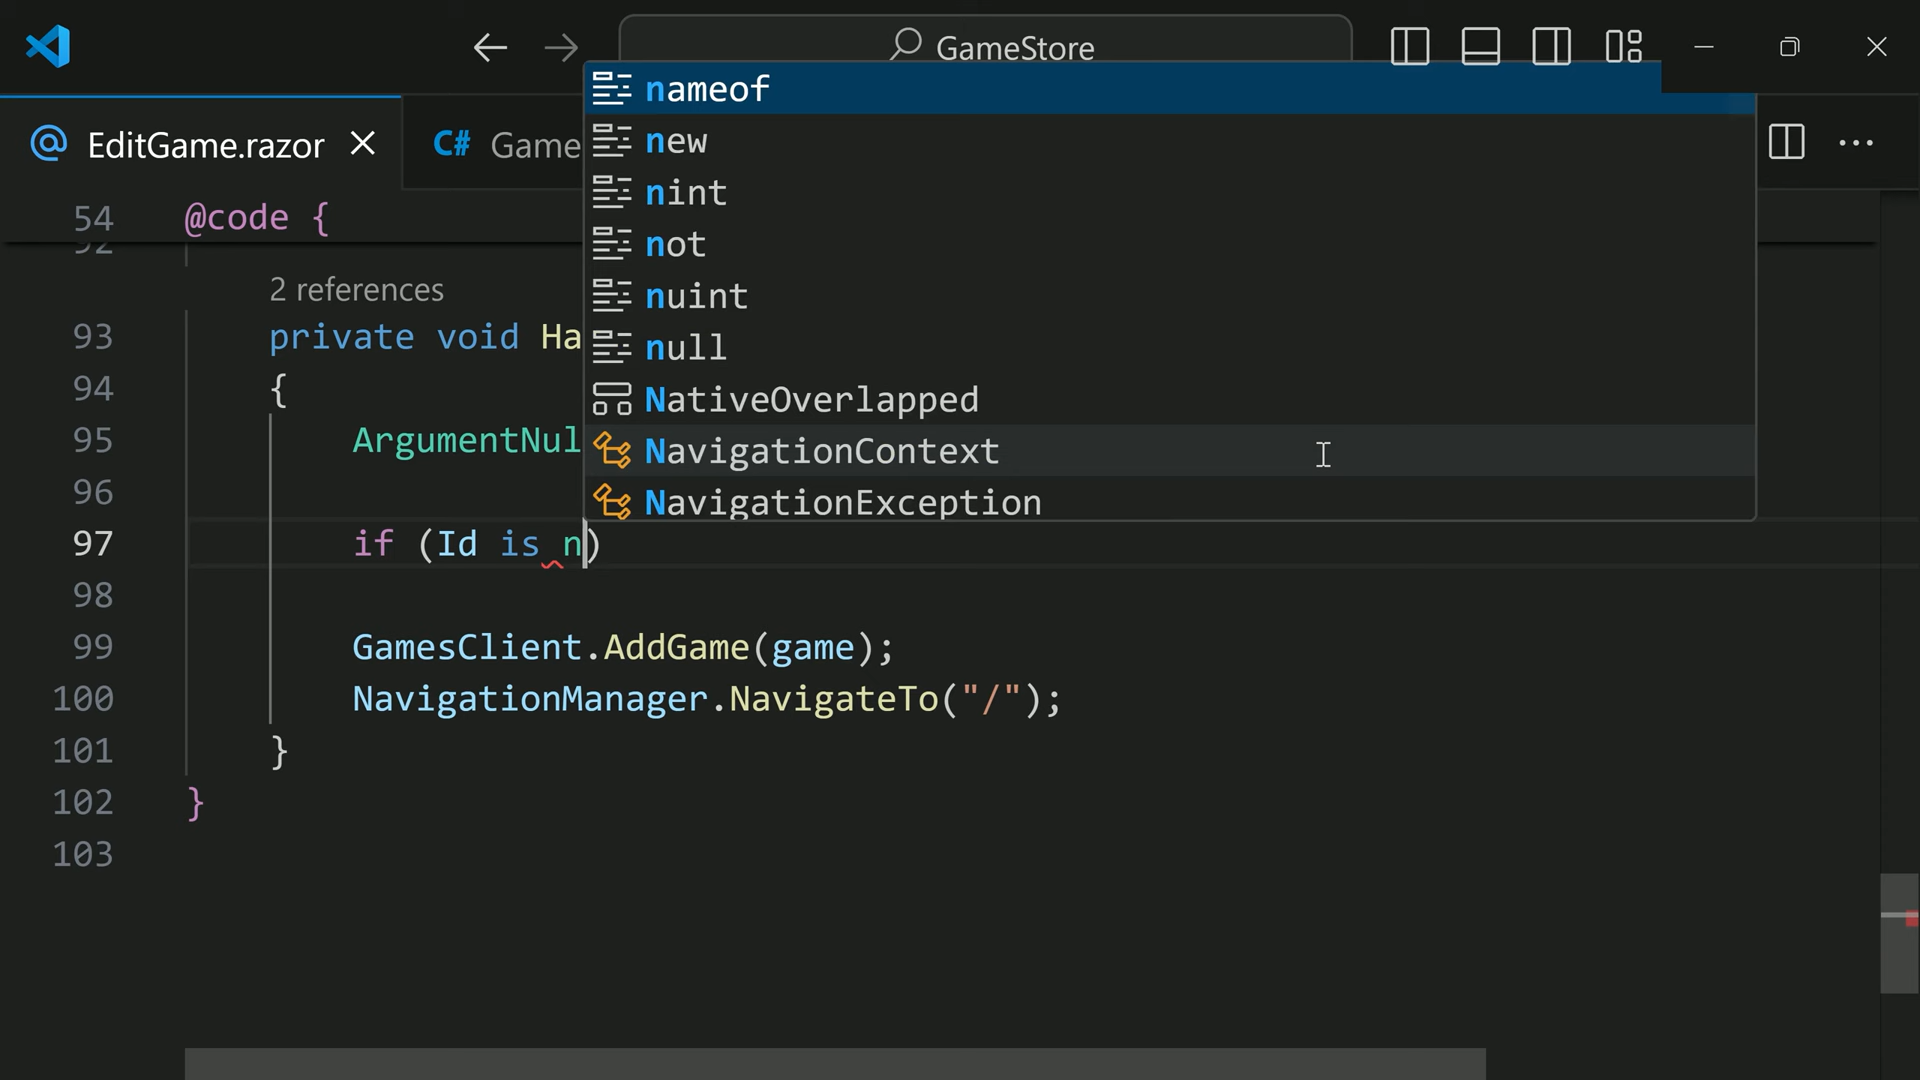 GameStore
EditGame.razor
C# Game
nameof
new
nint
not
nuint
null
NativeOverlapped
NavigationContext
NavigationException
54 @code {
92
2 references
93 private void Ha
94 {
95 ArgumentNul
96
97 if (Id is n)
98
99 GamesClient.AddGame(game);
100 NavigationManager.NavigateTo("/");
101 }
102 }
103